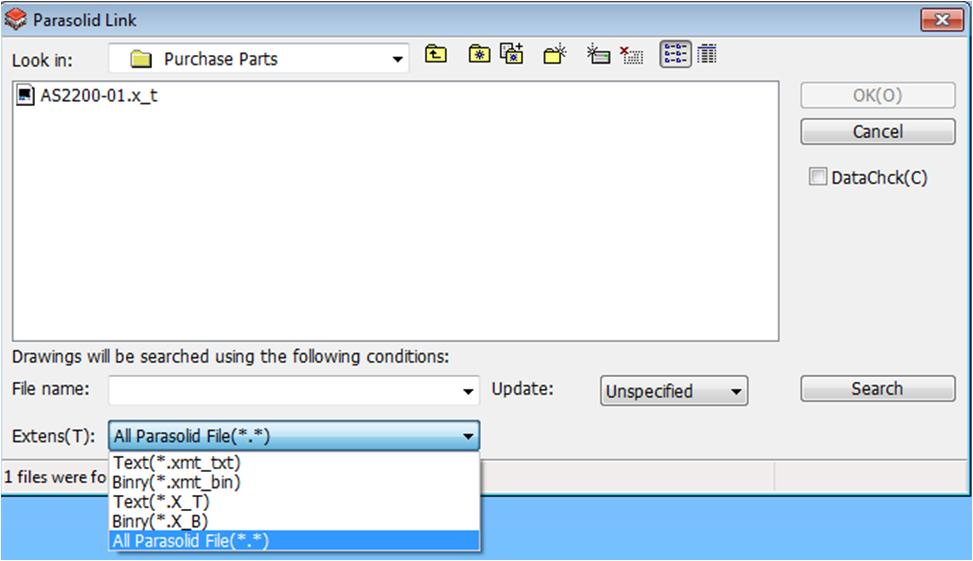 Parasolid Link
Look in: Purchase Parts
AS2200-01.x_t
OK(O)
Cancel
DataChck(C)
Drawings will be searched using the following conditions:
File name: Update: Unspecified Search
Extens(T): All Parasolid File(*.*)
1 files were fo
Text(*.xmt_txt)
Binry(*.xmt_bin)
Text(*.X_T)
Binry(*.X_B)
All Parasolid File(*.*)